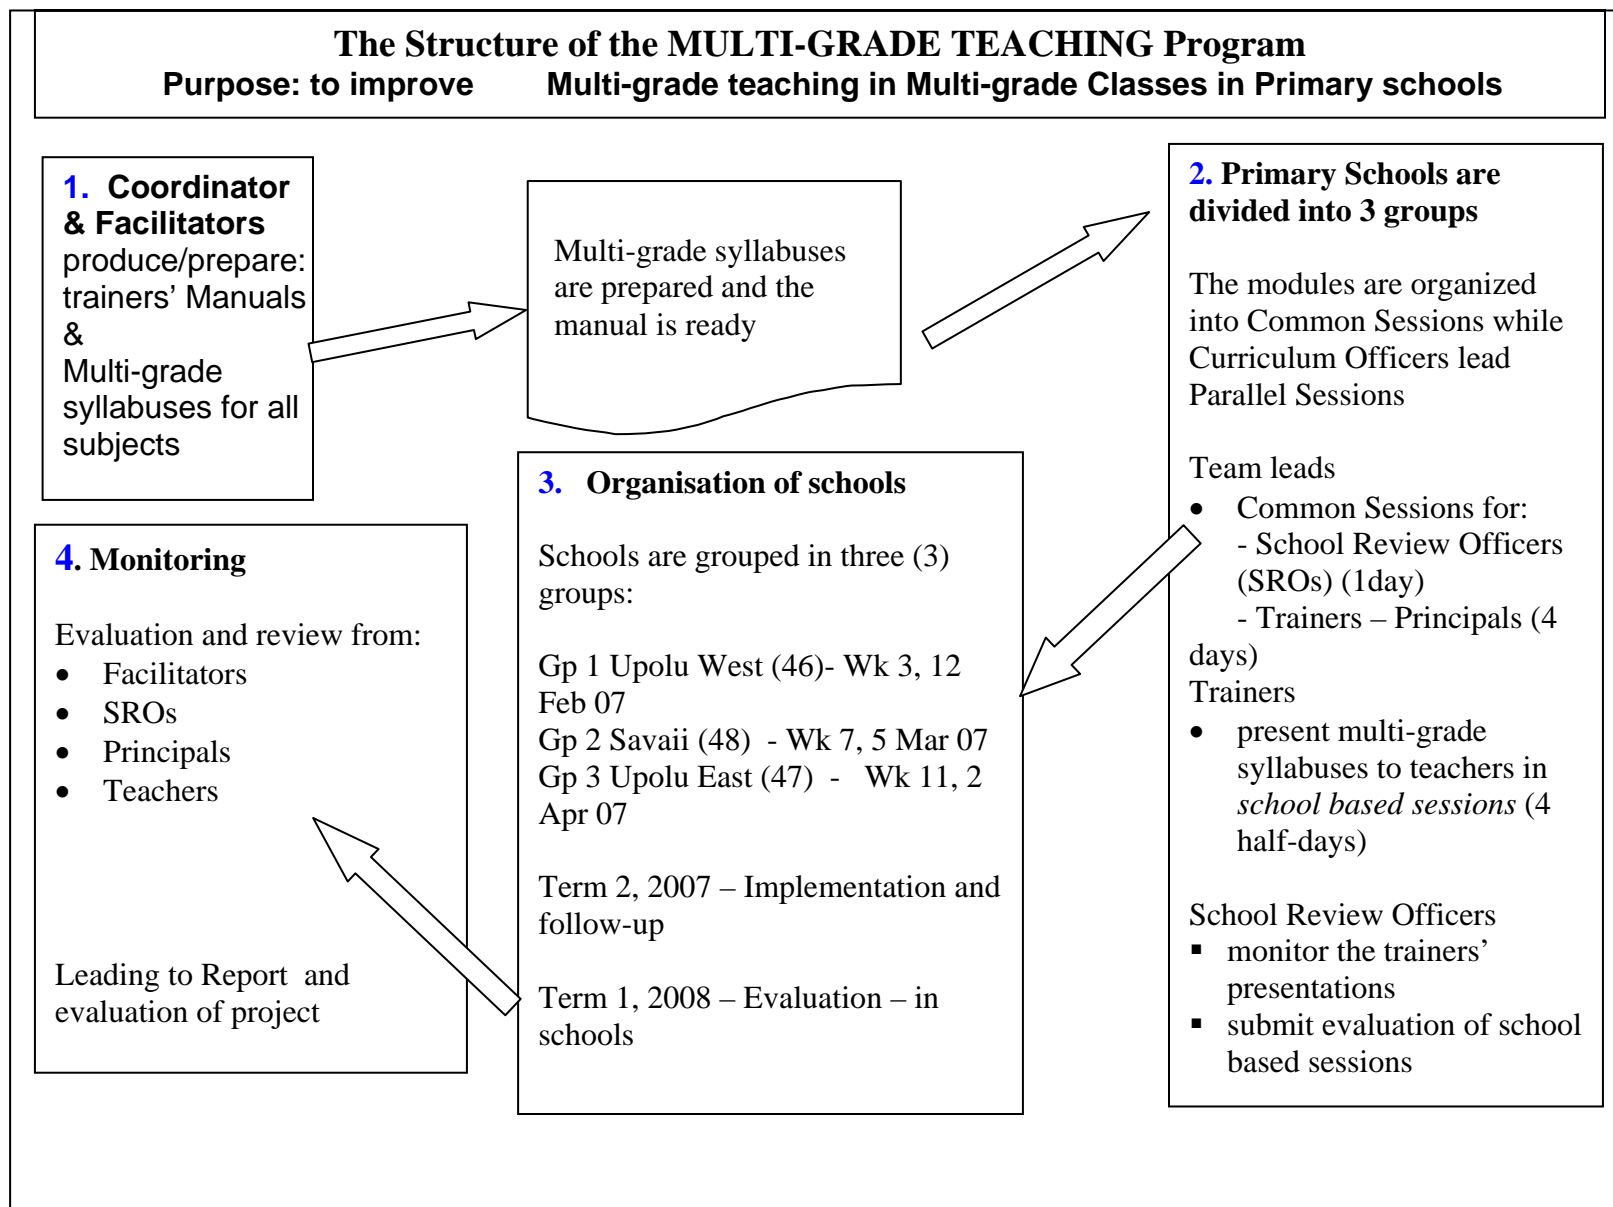 The Structure of the MULTI-GRADE TEACHING Program
Purpose: to improve Multi-grade teaching in Multi-grade Classes in Primary schools
1. Coordinator
& Facilitators
produce/prepare:
trainers’ Manuals
&
Multi-grade
syllabuses for all
subjects
Multi-grade syllabuses
are prepared and the
manual is ready
2. Primary Schools are
divided into 3 groups
The modules are organized
into Common Sessions while
Curriculum Officers lead
Parallel Sessions
Team leads
• Common Sessions for:
- School Review Officers
(SROs) (1day)
- Trainers – Principals (4
days)
Trainers
• present multi-grade
syllabuses to teachers in
school based sessions (4
half-days)
School Review Officers
▪ monitor the trainers’
presentations
▪ submit evaluation of school
based sessions
3. Organisation of schools
Schools are grouped in three (3)
groups:
Gp 1 Upolu West (46)- Wk 3, 12
Feb 07
Gp 2 Savaii (48) - Wk 7, 5 Mar 07
Gp 3 Upolu East (47) - Wk 11, 2
Apr 07
Term 2, 2007 – Implementation and
follow-up
Term 1, 2008 – Evaluation – in
schools
4. Monitoring
Evaluation and review from:
• Facilitators
• SROs
• Principals
• Teachers
Leading to Report and
evaluation of project